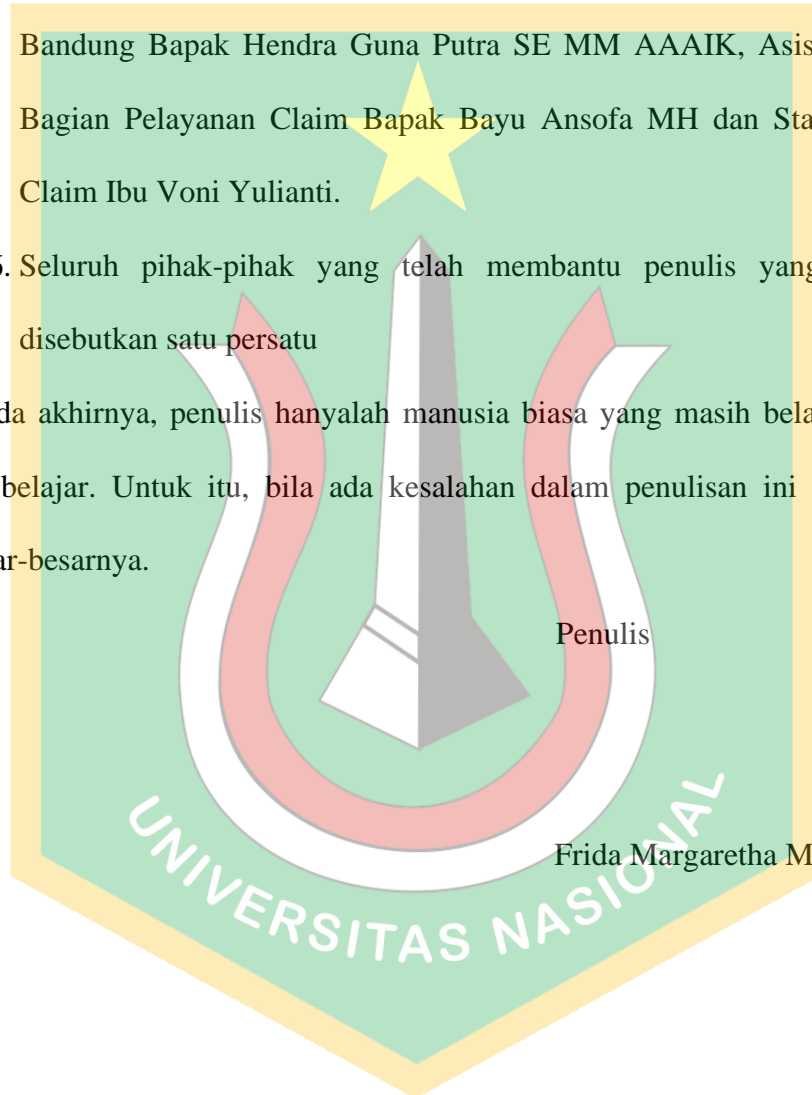 Bandung Bapak Hendra Guna Putra SE MM AAAIK, Asis
Bagian Pelayanan Claim Bapak Bayu Ansofa MH dan Sta
Claim Ibu Voni Yulianti.
. Seluruh pihak-pihak yang telah membantu penulis yang
disebutkan satu persatu
da akhirnya, penulis hanyalah manusia biasa yang masih bela
belajar. Untuk itu, bila ada kesalahan dalam penulisan ini
ar-besarnya.
Penulis
Frida Margaretha M
UNIVERSITAS NASIONAL